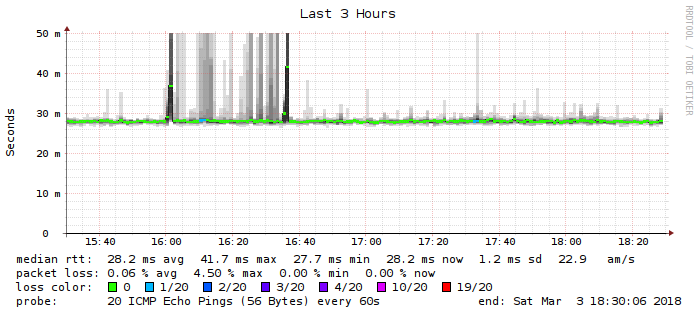 Last 3 Hours
RRDTOOL / TOBI OETIKER
Seconds
50 m
40 m
30 m
20 m
10 m
0
15:40 16:00 16:20 16:40 17:00 17:20 17:40 18:00 18:20
median rtt: 28.2 ms avg 41.7 ms max 27.7 ms min 28.2 ms now 1.2 ms sd 22.9 am/s
packet loss: 0.06 % avg 4.50 % max 0.00 % min 0.00 % now
loss color: 0 1/20 2/20 3/20 4/20 10/20 19/20
probe: 20 ICMP Echo Pings (56 Bytes) every 60s end: Sat Mar 3 18:30:06 2018